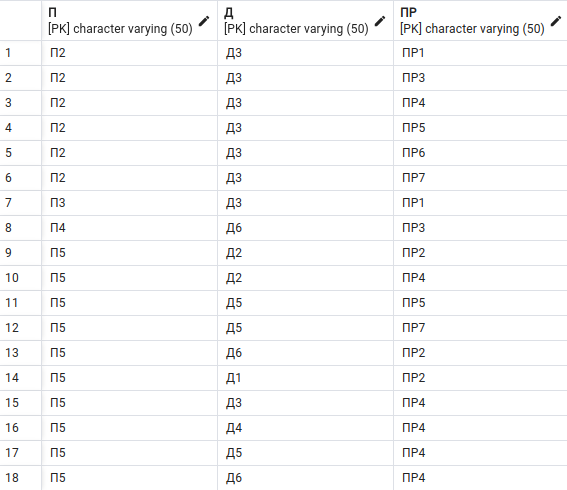 П Д ПР
[PK] character varying (50) [PK] character varying (50) [PK] character varying (50)
1 П2 Д3 ПР1
2 П2 Д3 ПР3
3 П2 Д3 ПР4
4 П2 Д3 ПР5
5 П2 Д3 ПР6
6 П2 Д3 ПР7
7 П3 Д3 ПР1
8 П4 Д6 ПР3
9 П5 Д2 ПР2
10 П5 Д2 ПР4
11 П5 Д5 ПР5
12 П5 Д5 ПР7
13 П5 Д6 ПР2
14 П5 Д1 ПР2
15 П5 Д3 ПР4
16 П5 Д4 ПР4
17 П5 Д5 ПР4
18 П5 Д6 ПР4